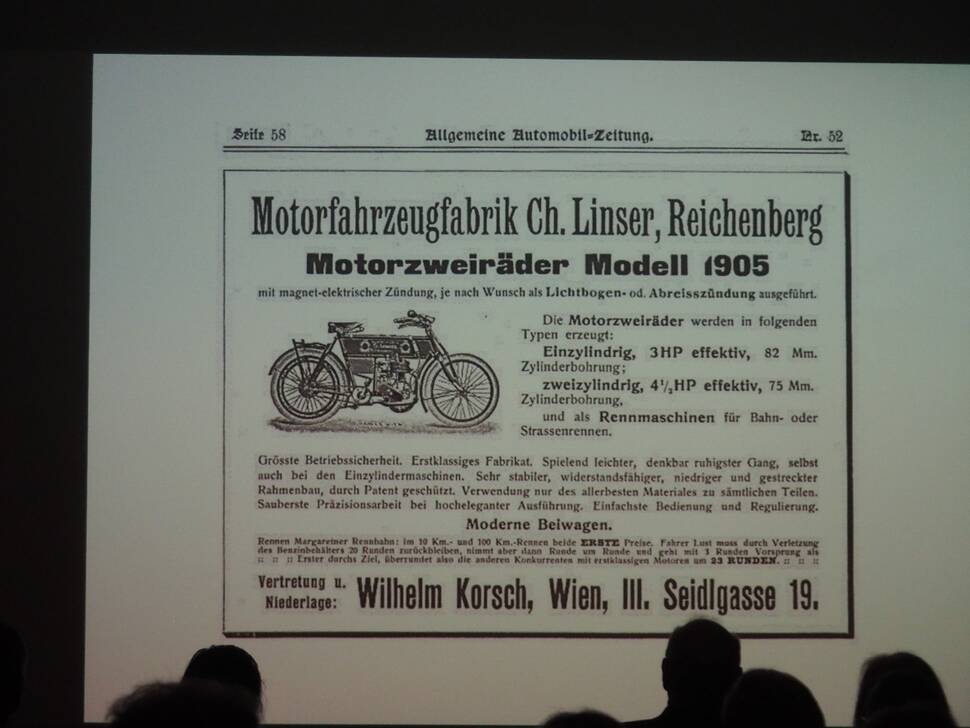 Seite 58 Allgemeine Automobil-Zeitung. Nr. 52
Motorfahrzeugfabrik Ch. Linser, Reichenberg
Motorzweiräder Modell 1905
mit magnet-elektrischer Zündung, je nach Wunsch als Lichtbogen- od. Abreisszündung ausgeführt.
Die Motorzweiräder werden in folgenden
Typen erzeugt:
Einzylindrig, 3HP effektiv, 82 Mm.
Zylinderbohrung;
zweizylindrig, 4½HP effektiv, 75 Mm.
Zylinderbohrung,
und als Rennmaschinen für Bahn- oder
Strassenrennen.
Grösste Betriebssicherheit. Erstklassiges Fabrikat. Spielend leichter, denkbar ruhigster Gang, selbst
auch bei den Einzylindermaschinen. Sehr stabiler, widerstandsfähiger, niedriger und gestreckter
Rahmenbau, durch Patent geschützt. Verwendung nur des allerbesten Materiales zu sämtlichen Teilen.
Sauberste Präzisionsarbeit bei hocheleganter Ausführung. Einfachste Bedienung und Regulierung.
Moderne Beiwagen.
Rennen Margaretner Rennbahn: im 10 Km.- und 100 Km.-Rennen beide ERSTE Preise. Fahrer Lust muss durch Verletzung
des Benzinbehälters 20 Runden zurückbleiben, nimmt aber dann Runde um Runde und geht mit 3 Runden Vorsprung als
:: :: :: Erster durchs Ziel, überrundet also die anderen Konkurrenten mit erstklassigen Motoren um 23 RUNDEN. :: :: ::
Vertretung u.
Niederlage: Wilhelm Korsch, Wien, III. Seidlgasse 19.